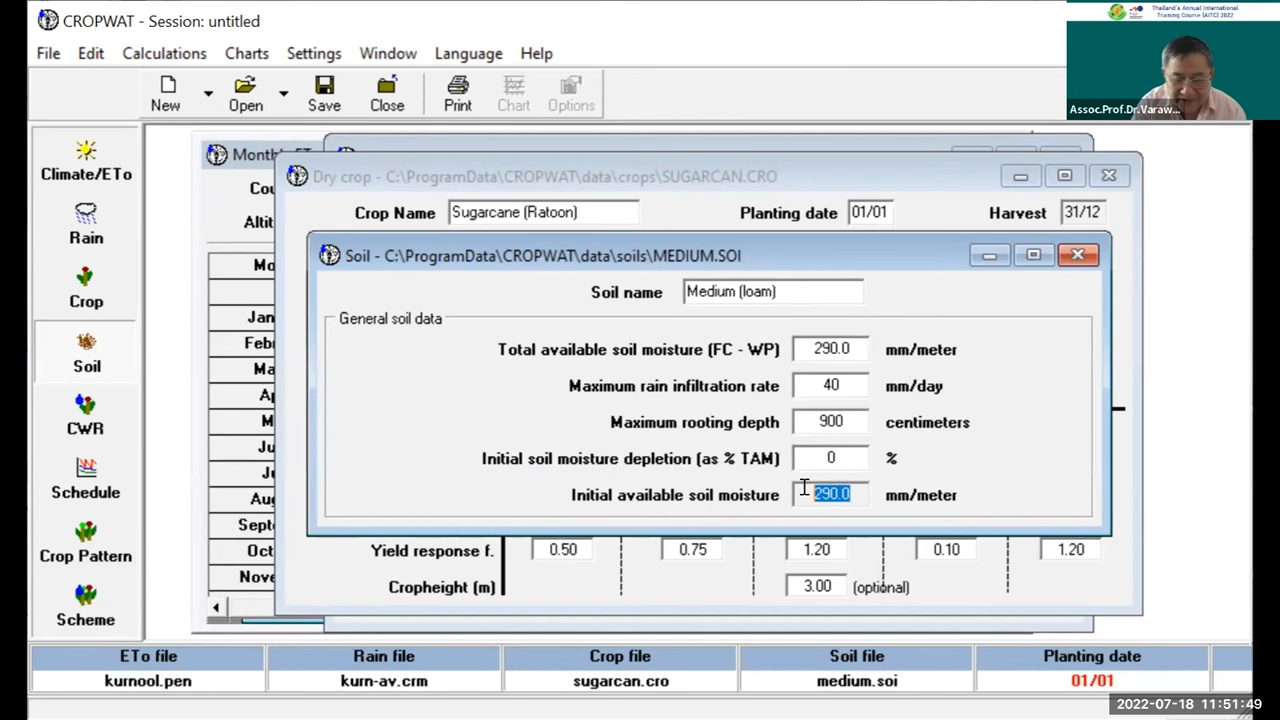 CROPWAT - Session: untitled
Thailand's Annual International
Training Course (AITC) 2022
File Edit Calculations Charts Settings Window Language Help
New Open Save Close Print Chart Options
Assoc.Prof.Dr.Varaw...
Climate/ETo
Rain
Crop
Soil
CWR
Schedule
Crop Pattern
Scheme
Dry crop - C:\ProgramData\CROPWAT\data\crops\SUGARCAN.CRO
Crop Name Sugarcane (Ratoon) Planting date 01/01 Harvest 31/12
Soil - C:\ProgramData\CROPWAT\data\soils\MEDIUM.SOI
Soil name Medium (loam)
General soil data
Total available soil moisture (FC - WP) 290.0 mm/meter
Maximum rain infiltration rate 40 mm/day
Maximum rooting depth 900 centimeters
Initial soil moisture depletion (as % TAM) 0 %
Initial available soil moisture 290.0 mm/meter
Yield response f. 0.50 0.75 1.20 0.10 1.20
Cropheight (m) 3.00 (optional)
ETo file Rain file Crop file Soil file Planting date
kurnool.pen kurn-av.crm sugarcan.cro medium.soi 01/01
2022-07-18 11:51:49